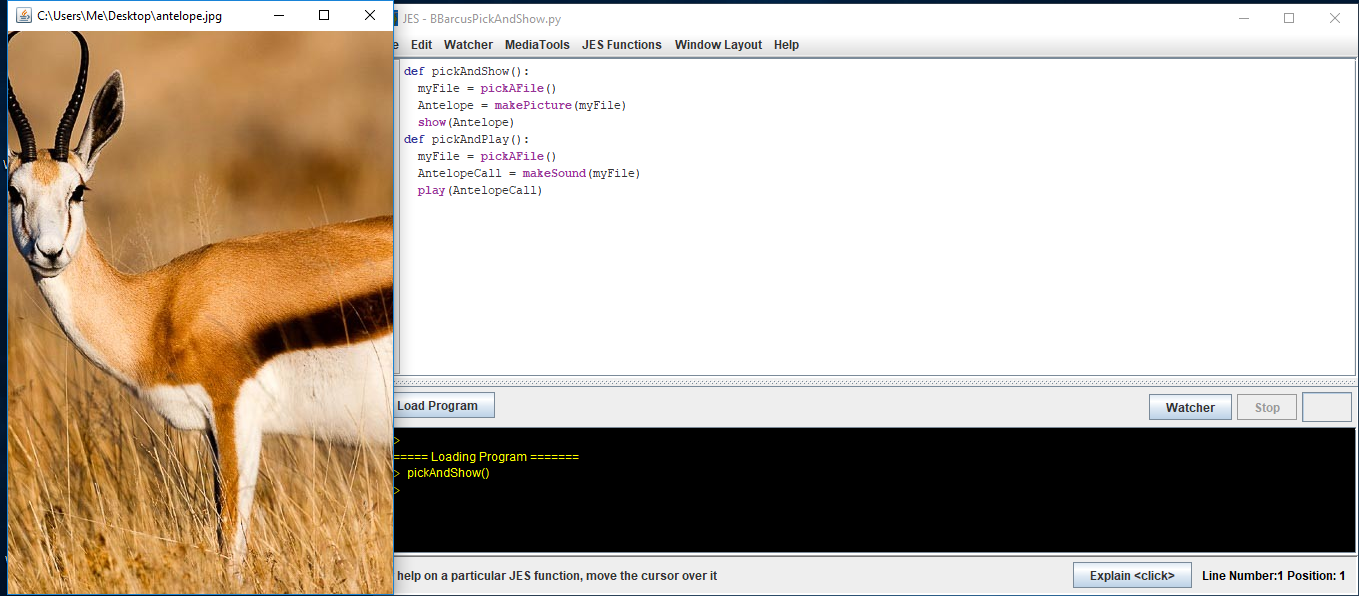 C:\Users\Me\Desktop\antelope.jpg
JES - BBarcusPickAndShow.py
Edit Watcher MediaTools JES Functions Window Layout Help
def pickAndShow():
  myFile = pickAFile()
  Antelope = makePicture(myFile)
  show(Antelope)
def pickAndPlay():
  myFile = pickAFile()
  AntelopeCall = makeSound(myFile)
  play(AntelopeCall)
Load Program
Watcher Stop
>
===== Loading Program =======
> pickAndShow()
>
help on a particular JES function, move the cursor over it
Explain <click> Line Number:1 Position: 1